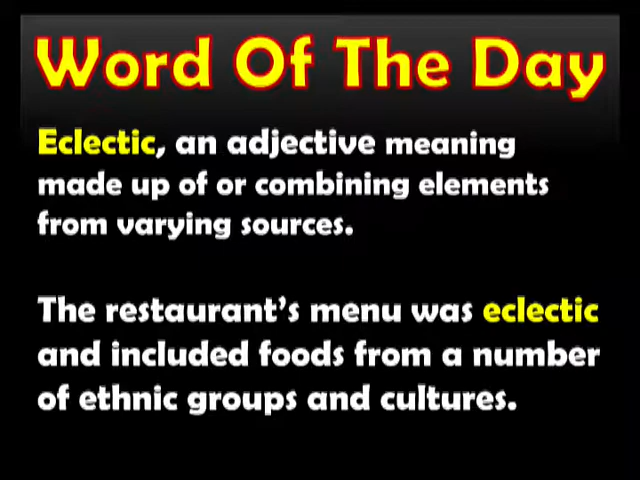 Word Of The Day
Eclectic, an adjective meaning
made up of or combining elements
from varying sources.
The restaurant's menu was eclectic
and included foods from a number
of ethnic groups and cultures.